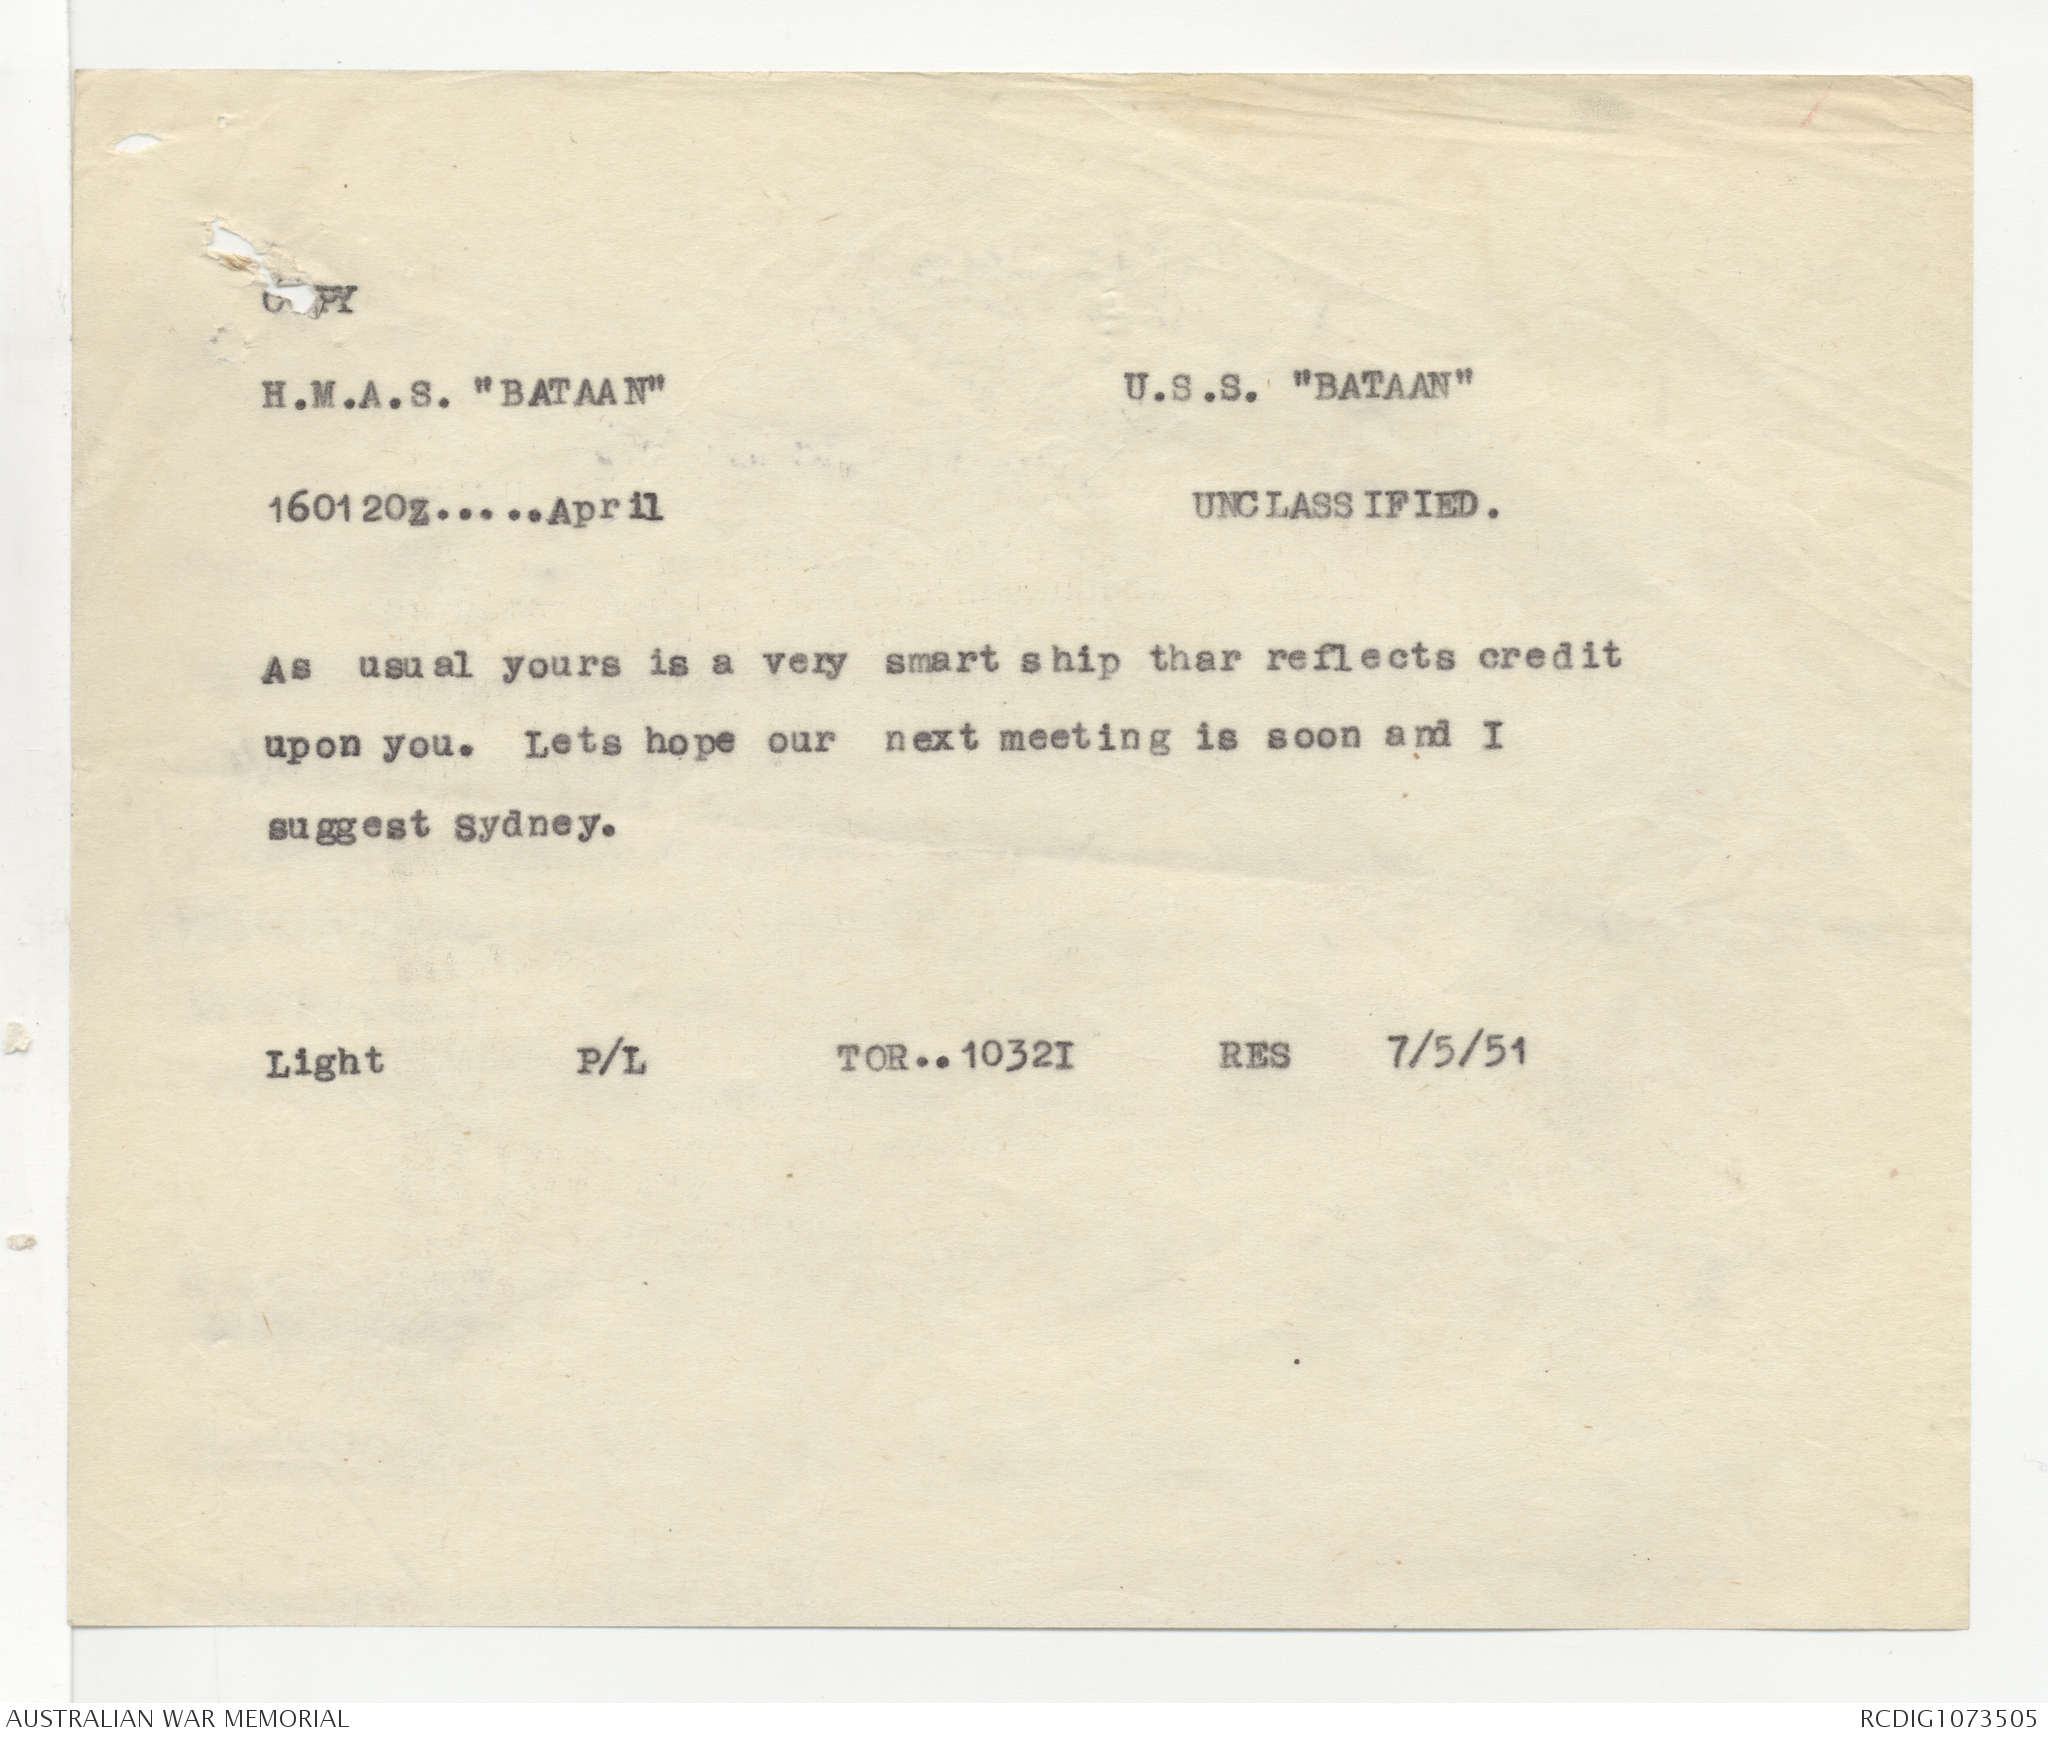 COPY
H.M.A.S. "BATAAN" U.S.S. "BATAAN"
160120Z.....April UNCLASSIFIED.
As usual yours is a very smart ship thar reflects credit
upon you. Lets hope our next meeting is soon and I
suggest Sydney.
Light P/L TOR..1032I RES 7/5/51
AUSTRALIAN WAR MEMORIAL RCDIG1073505